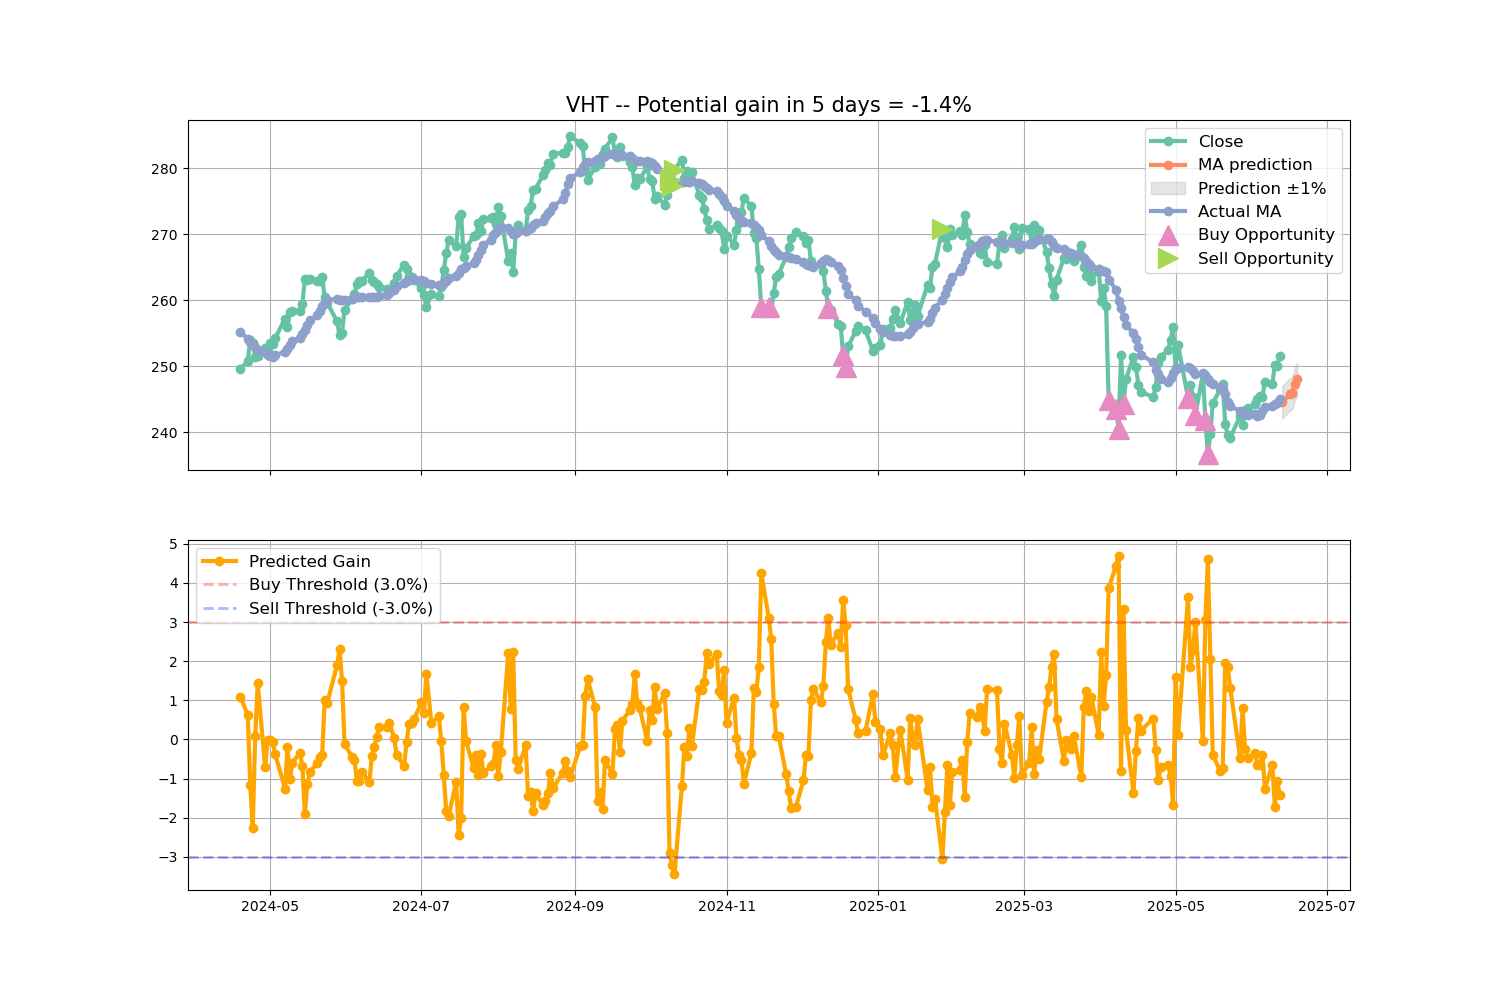 VHT -- Potential gain in 5 days = -1.4%
280
270
260
250
240
Close
MA prediction
Prediction ±1%
Actual MA
Buy Opportunity
Sell Opportunity
5
4
3
2
1
0
−1
−2
−3
Predicted Gain
Buy Threshold (3.0%)
Sell Threshold (-3.0%)
2024-05
2024-07
2024-09
2024-11
2025-01
2025-03
2025-05
2025-07